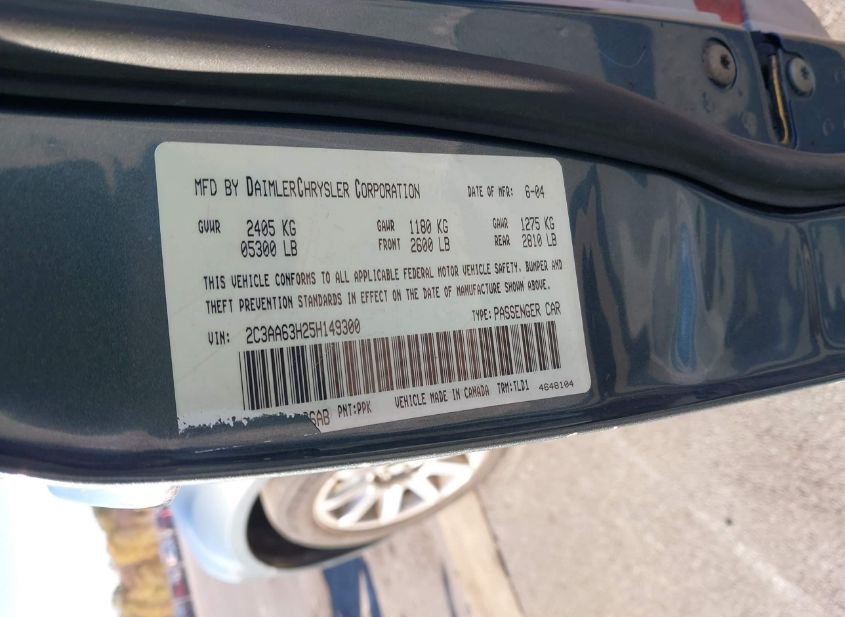 MFD BY DAIMLERCHRYSLER CORPORATION DATE OF MFR: 6-04
GVWR 2405 KG GAWR 1180 KG GAWR 1275 KG
05300 LB FRONT 2600 LB REAR 2810 LB
THIS VEHICLE CONFORMS TO ALL APPLICABLE FEDERAL MOTOR VEHICLE SAFETY, BUMPER AND
THEFT PREVENTION STANDARDS IN EFFECT ON THE DATE OF MANUFACTURE SHOWN ABOVE.
VIN: 2C3AA63H25H149300 TYPE: PASSENGER CAR
PNT:PPK VEHICLE MADE IN CANADA TRM:TLD1 4648104